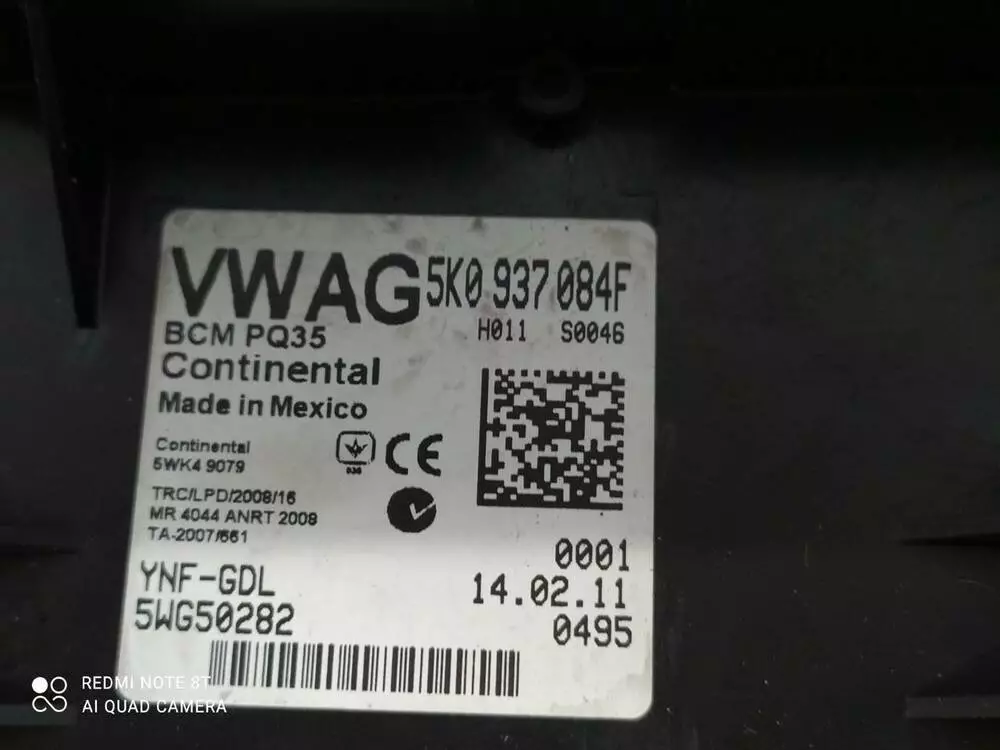 VWAG 5K0 937 084F
BCM PQ35 H011 S0046
Continental
Made in Mexico
Continental
5WK4 9079
036
CE
TRC/LPD/2008/16
MR 4044 ANRT 2008
TA-2007/661
0001
YNF-GDL 14.02.11
5WG50282 0495
REDMI NOTE 8T
AI QUAD CAMERA